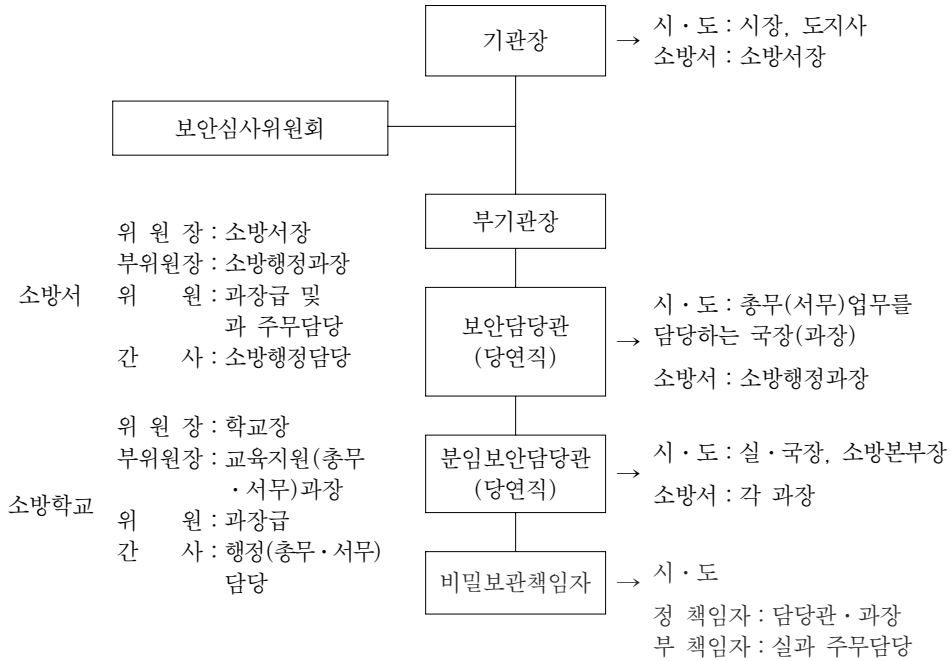 기관장
→ 시・도 : 시장, 도지사
소방서 : 소방서장
보안심사위원회
부기관장
소방서
위 원 장 : 소방서장
부위원장 : 소방행정과장
위 원 : 과장급 및
과 주무담당
간 사 : 소방행정담당
보안담당관
(당연직)
→ 시・도 : 총무(서무)업무를
담당하는 국장(과장)
소방서 : 소방행정과장
소방학교
위 원 장 : 학교장
부위원장 : 교육지원(총무
・서무)과장
위 원 : 과장급
간 사 : 행정(총무・서무)
담당
분임보안담당관
(당연직)
→ 시・도 : 실・국장, 소방본부장
소방서 : 각 과장
비밀보관책임자
→ 시・도
정 책임자 : 담당관・과장
부 책임자 : 실과 주무담당